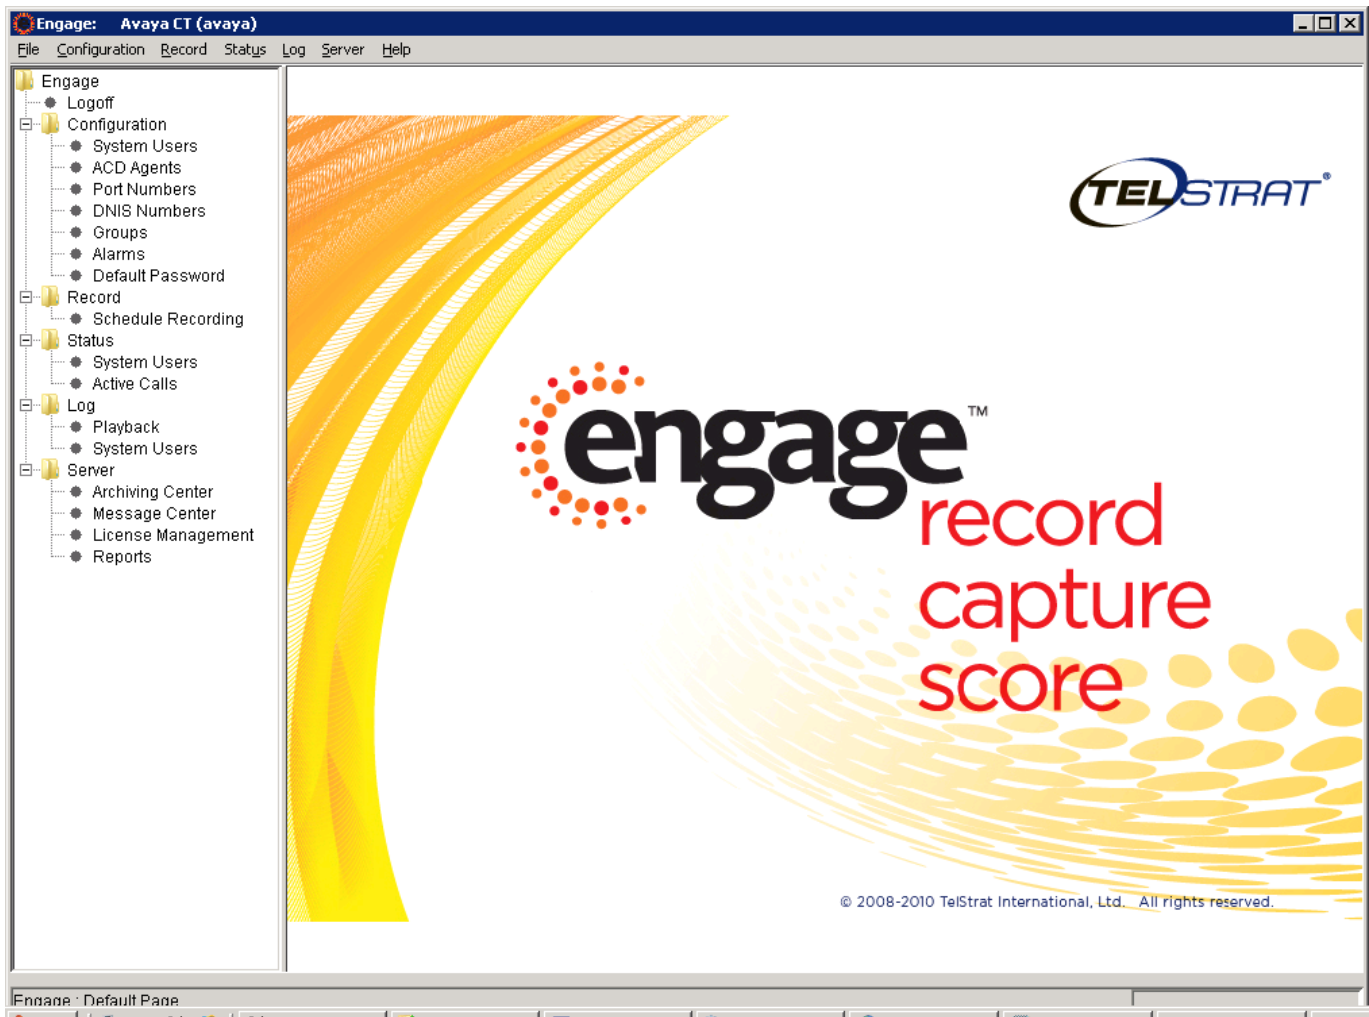 Engage: Avaya CT (avaya)
File Configuration Record Status Log Server Help
Engage
Logoff
Configuration
System Users
ACD Agents
Port Numbers
DNIS Numbers
Groups
Alarms
Default Password
Record
Schedule Recording
Status
System Users
Active Calls
Log
Playback
System Users
Server
Archiving Center
Message Center
License Management
Reports
TELSTRAT®
engage™
record
capture
score
© 2008-2010 TelStrat International, Ltd. All rights reserved.
Engage : Default Page